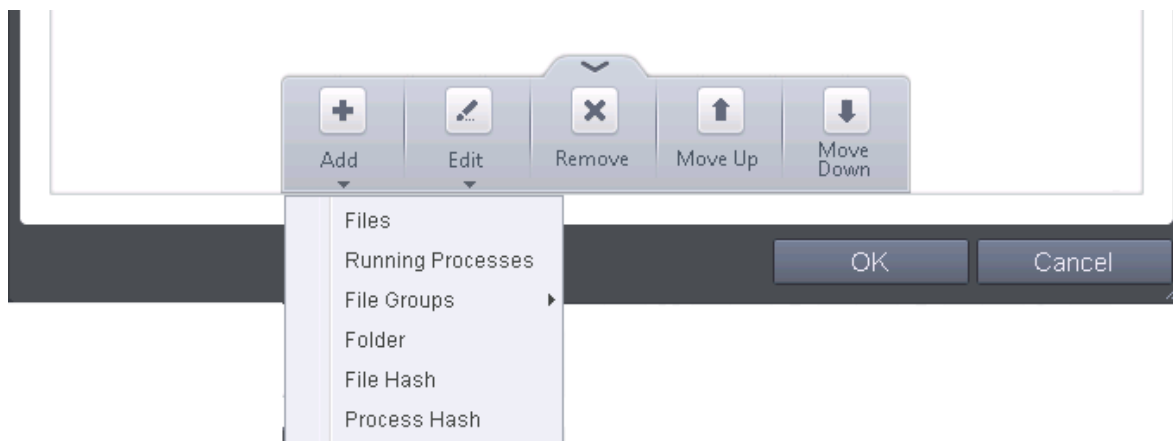 Add
Edit
Remove
Move Up
Move
Down
Files
Running Processes
File Groups
Folder
File Hash
Process Hash
OK
Cancel